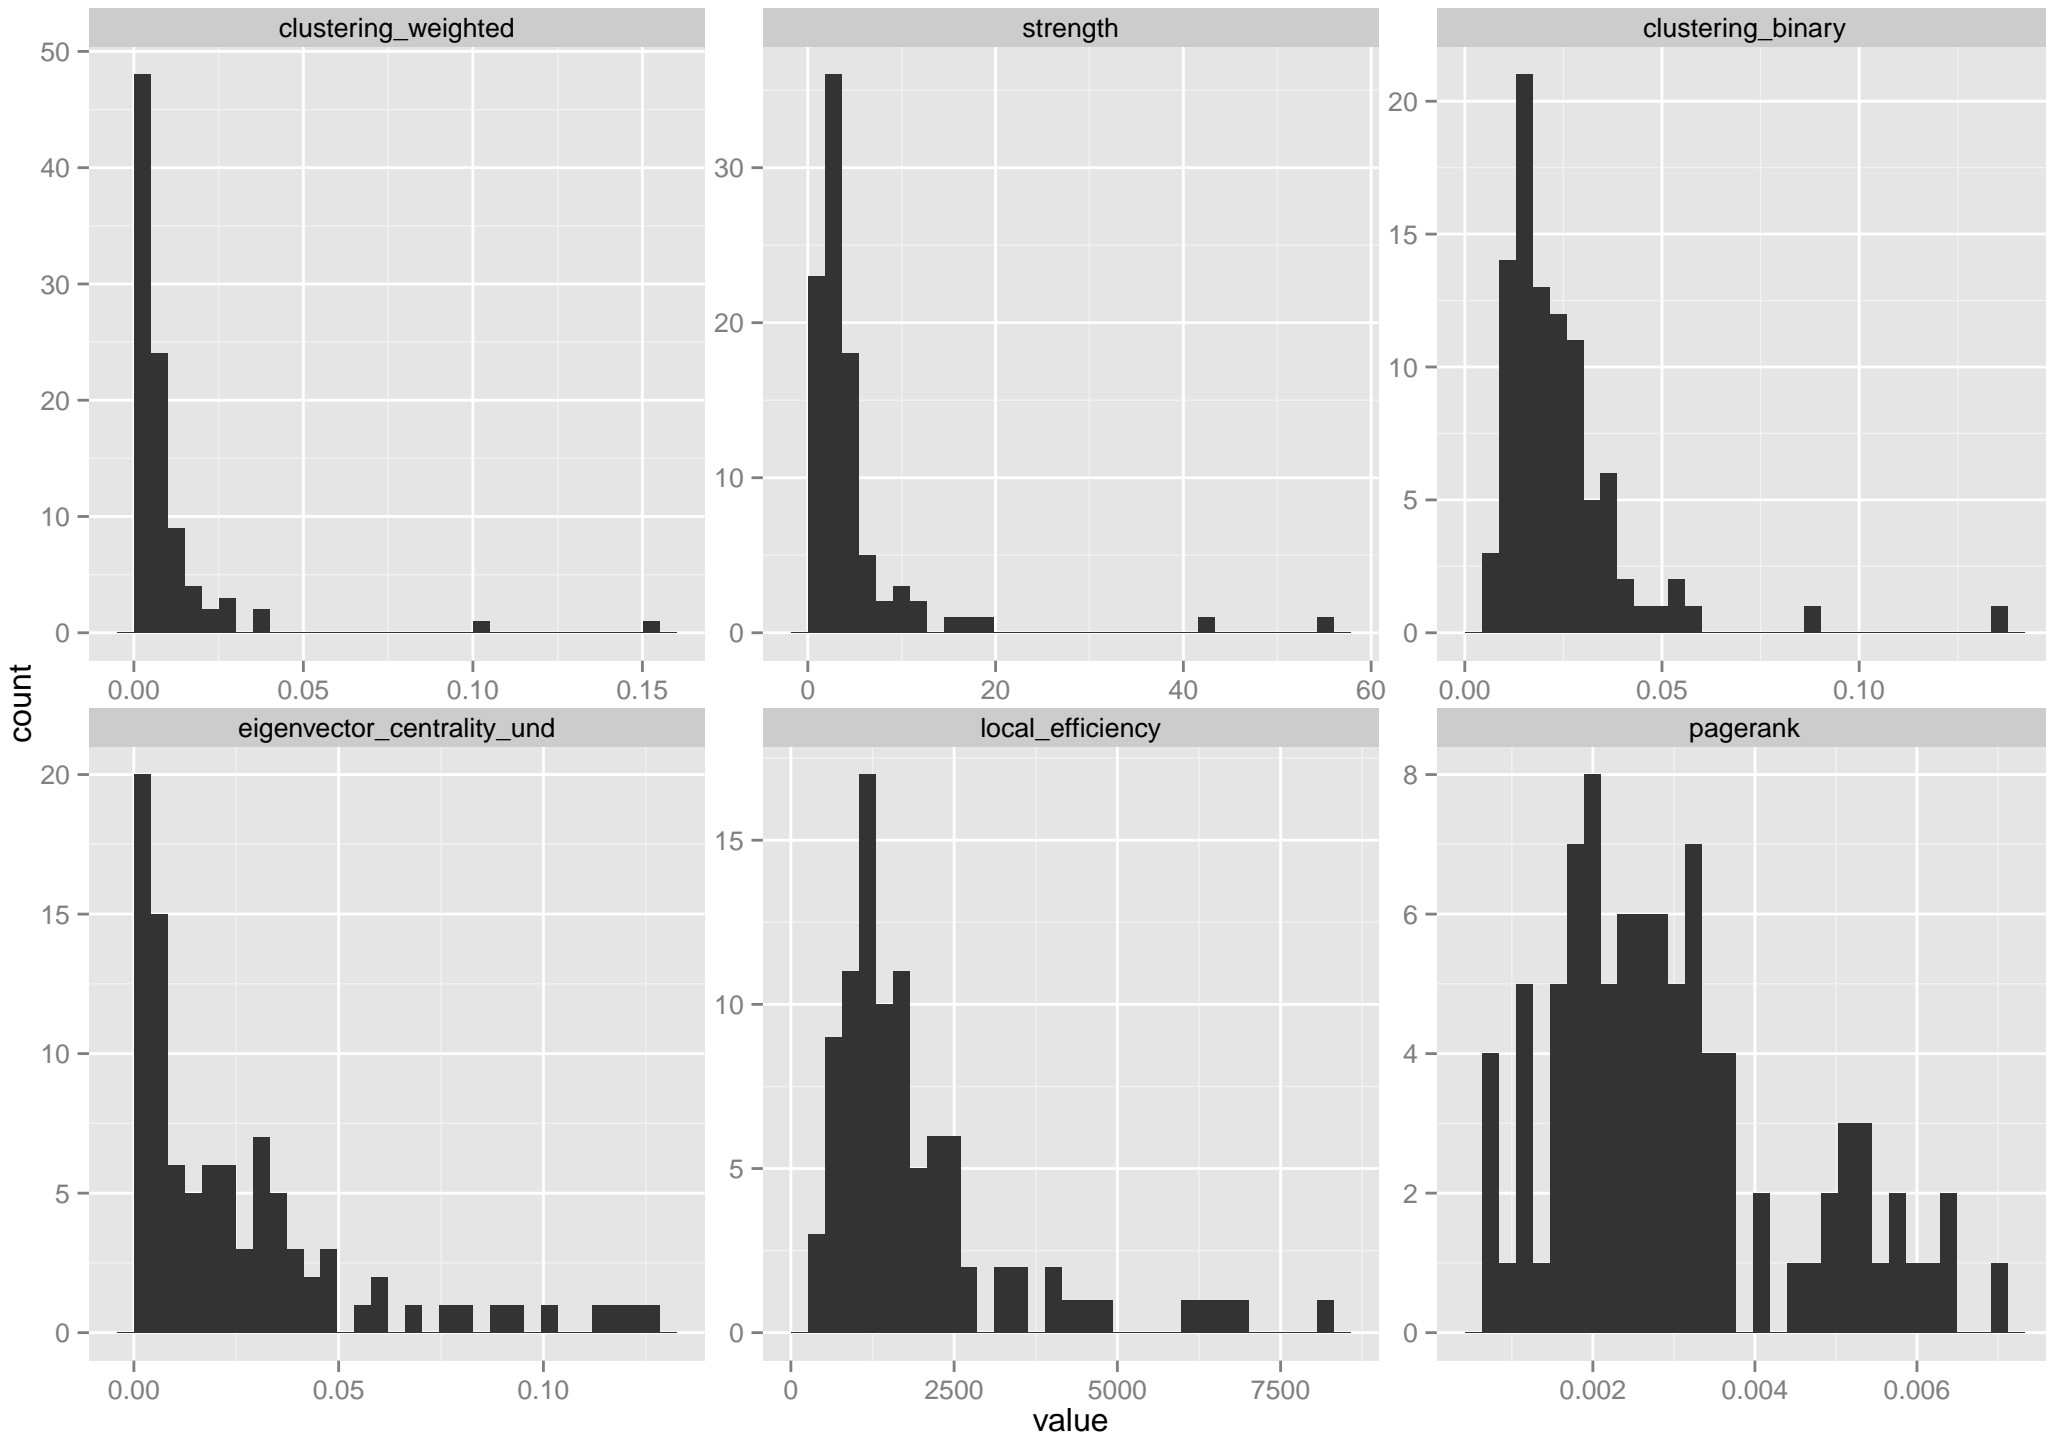 clustering_weighted
strength
clustering_binary
50
40
30
20
10
0
0.00 0.05 0.10 0.15
30
20
10
0
0 20 40 60
20
15
10
5
0
0.00 0.05 0.10
count
eigenvector_centrality_und
local_efficiency
pagerank
20
15
10
5
0
0.00 0.05 0.10
15
10
5
0
0 2500 5000 7500
8
6
4
2
0
0.002 0.004 0.006
value